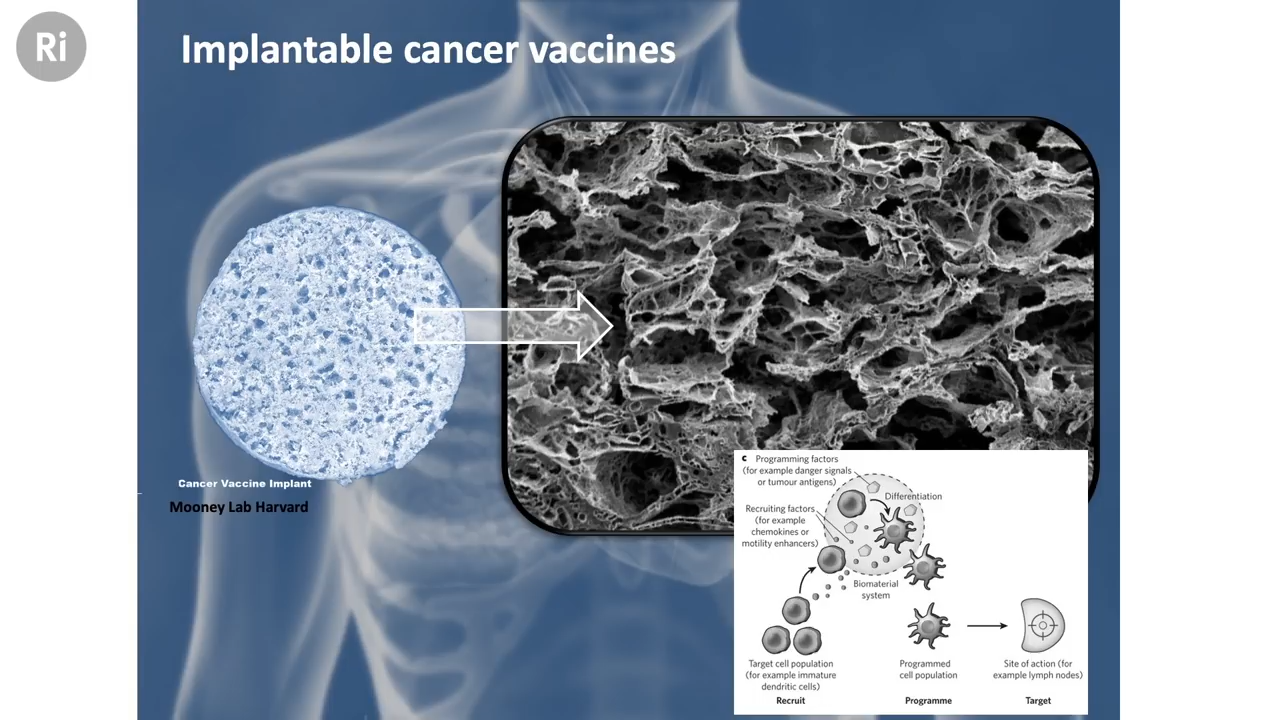 Ri
Implantable cancer vaccines
Cancer Vaccine Implant
Mooney Lab Harvard
c Programming factors
(for example danger signals
or tumour antigens)
Differentiation
Recruiting factors
(for example
chemokines or
motility enhancers)
Biomaterial
system
Target cell population
(for example immature
dendritic cells)
Recruit
Programmed
cell population
Programme
Site of action (for
example lymph nodes)
Target